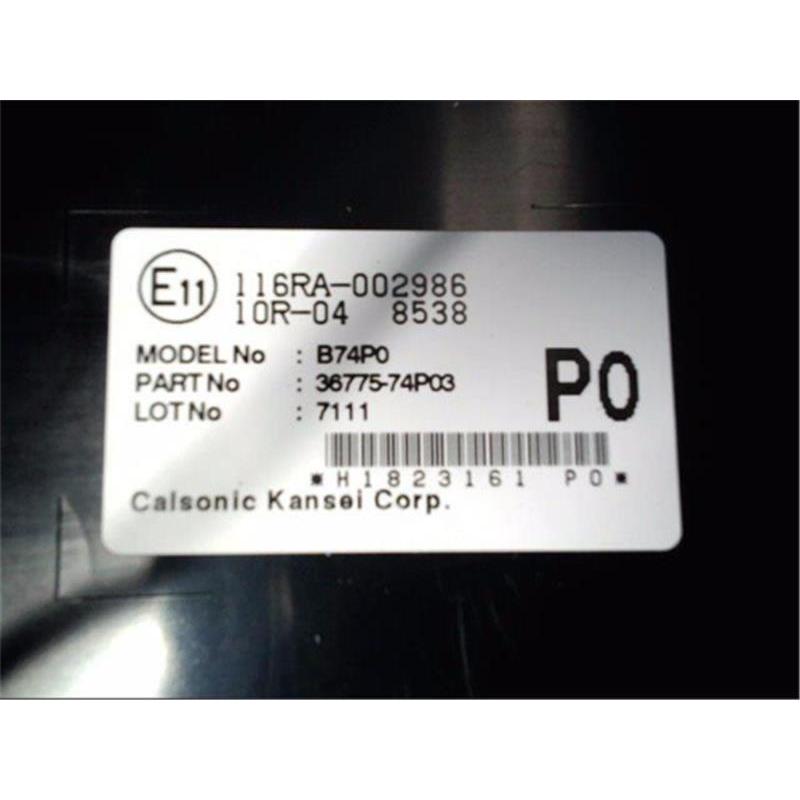 E11 116RA-002986
10R-04 8538
MODEL No : B74P0
PART No : 36775-74P03
LOT No : 7111
P0
*H1823161 P0*
Calsonic Kansei Corp.